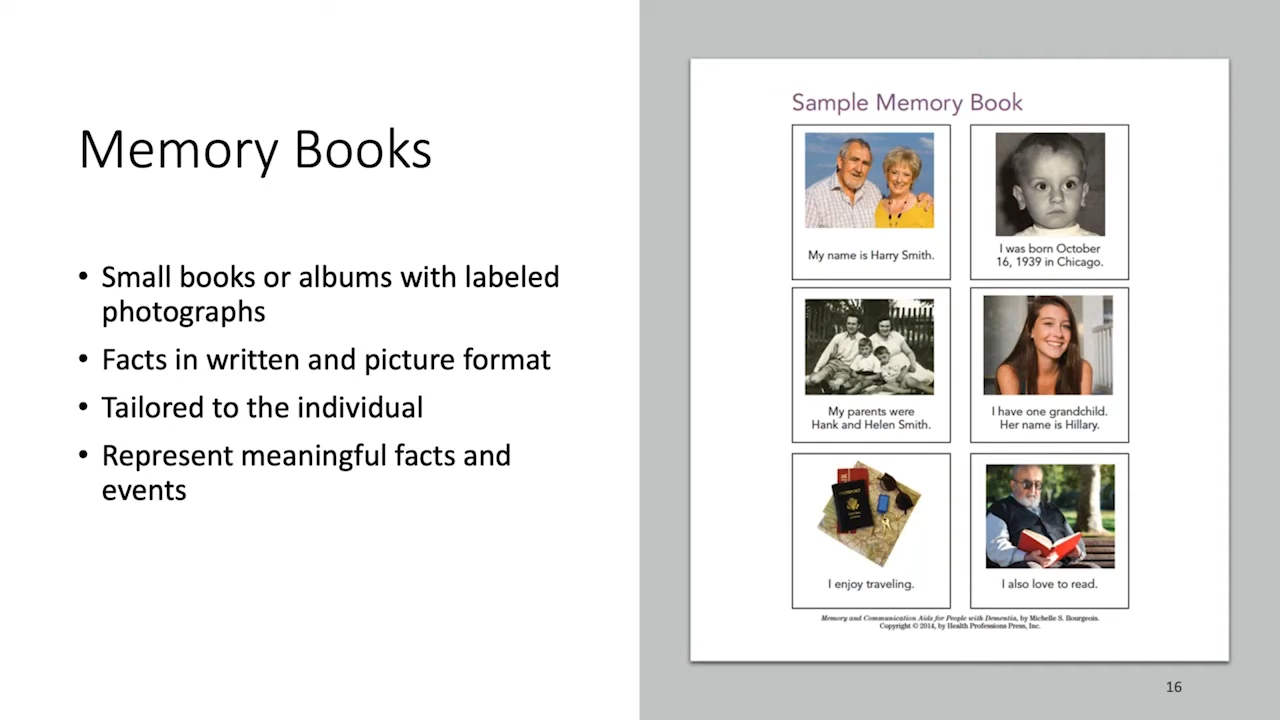 Memory Books
• Small books or albums with labeled
photographs
• Facts in written and picture format
• Tailored to the individual
• Represent meaningful facts and
events
Sample Memory Book
My name is Harry Smith.
I was born October
16, 1939 in Chicago.
My parents were
Hank and Helen Smith.
I have one grandchild.
Her name is Hillary.
I enjoy traveling.
I also love to read.
Memory and Communication Aids for People with Dementia, by Michelle S. Bourgeois.
Copyright © 2014, by Health Professions Press, Inc.
16